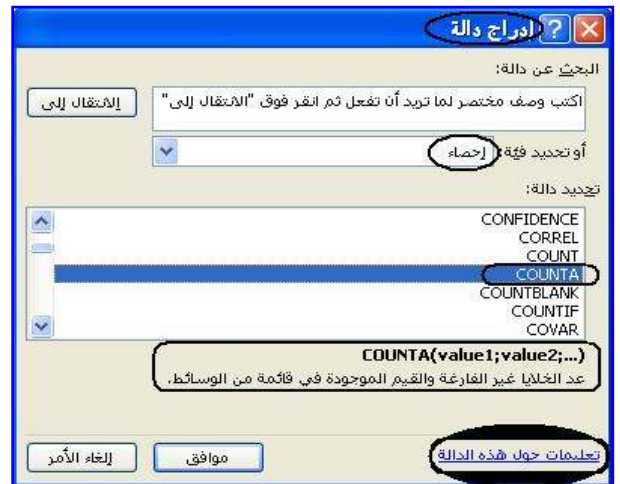 إدراج دالة
البحث عن دالة:
اكتب وصف مختصر لما تريد أن تفعل ثم انقر فوق "الانتقال إلى"
الانتقال إلى
أو تحديد فئة: إحصاء
تحديد دالة:
CONFIDENCE
CORREL
COUNT
COUNTA
COUNTBLANK
COUNTIF
COVAR
COUNTA(value1;value2;...)
عد الخلايا غير الفارغة والقيم الموجودة في قائمة من الوسائط.
تعليمات حول هذه الدالة
موافق
إلغاء الأمر